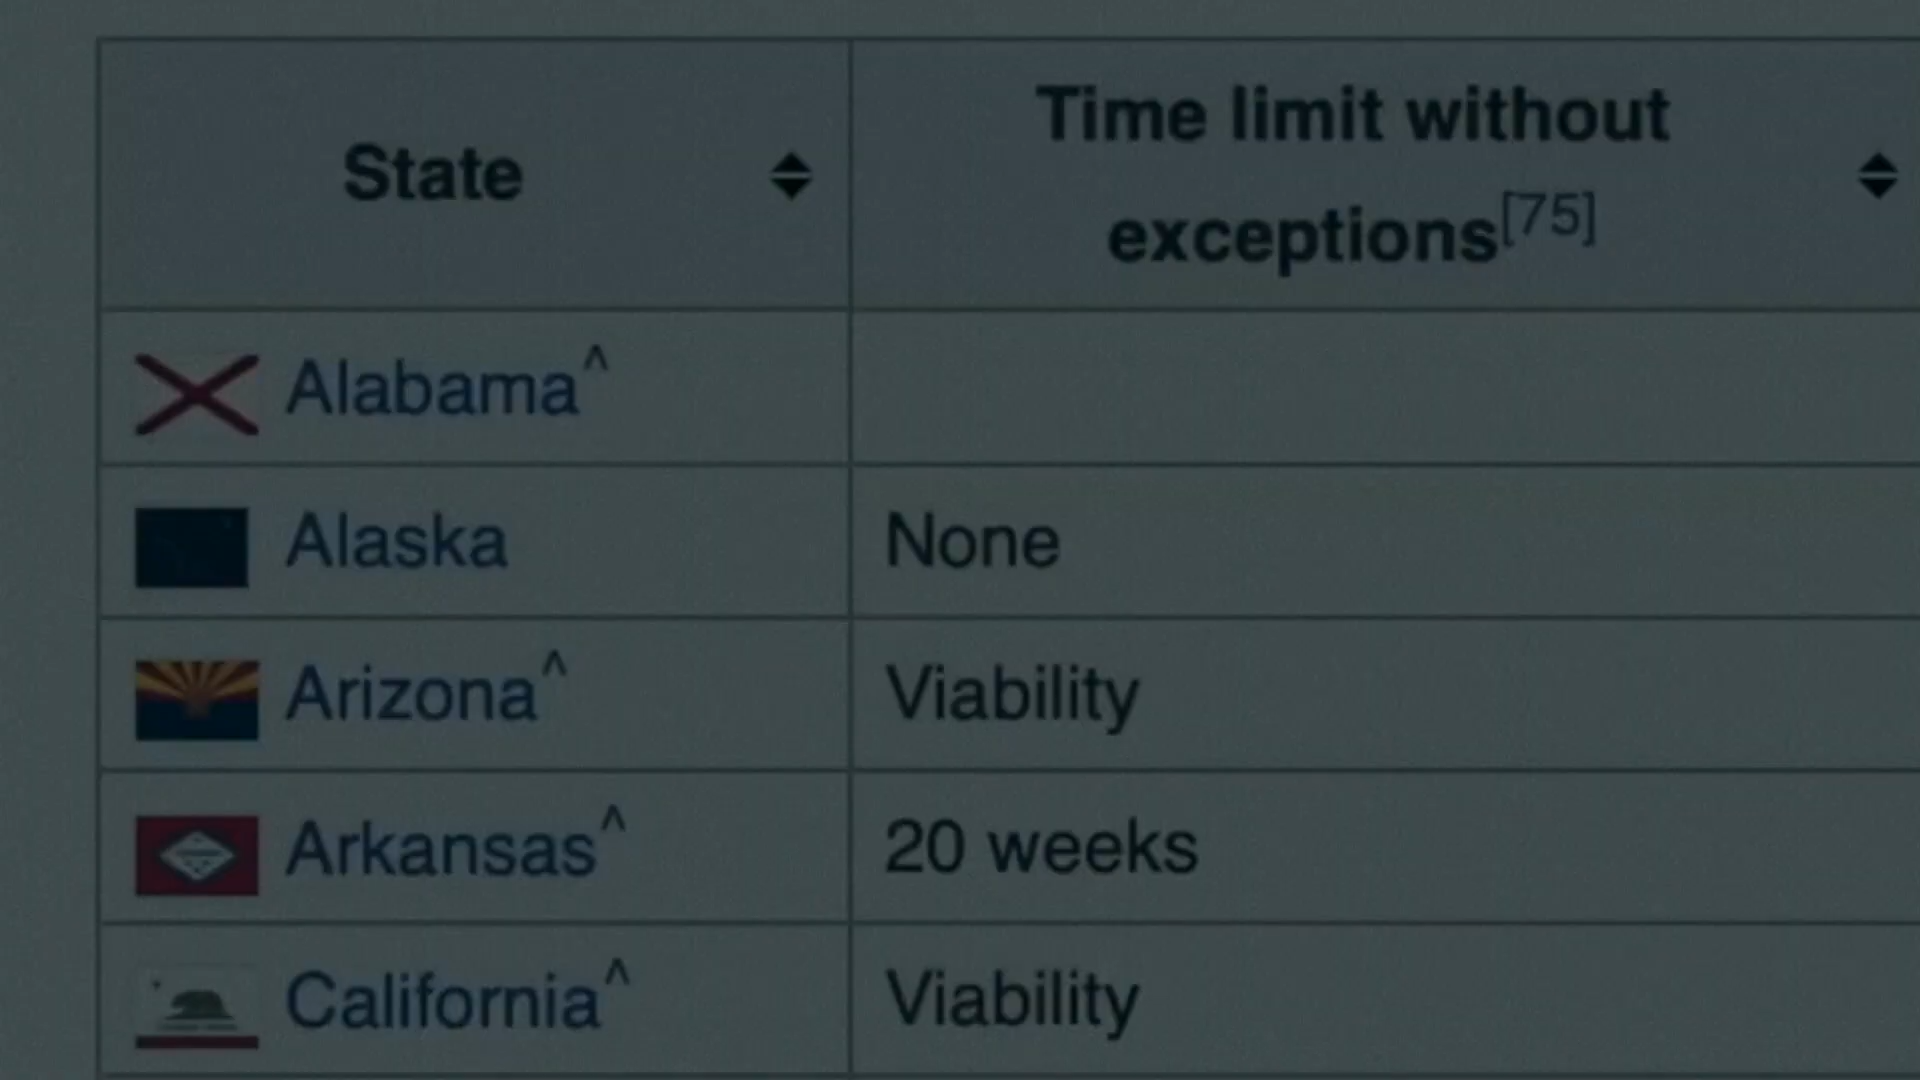 State
Time limit without
exceptions[75]
Alabama^
Alaska
None
Arizona^
Viability
Arkansas^
20 weeks
California^
Viability